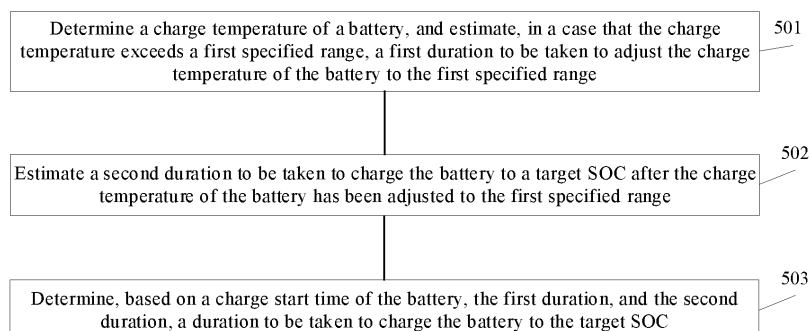 Determine a charge temperature of a battery, and estimate, in a case that the charge
temperature exceeds a first specified range, a first duration to be taken to adjust the charge
temperature of the battery to the first specified range
501
Estimate a second duration to be taken to charge the battery to a target SOC after the charge
temperature of the battery has been adjusted to the first specified range
502
Determine, based on a charge start time of the battery, the first duration, and the second
duration, a duration to be taken to charge the battery to the target SOC
503